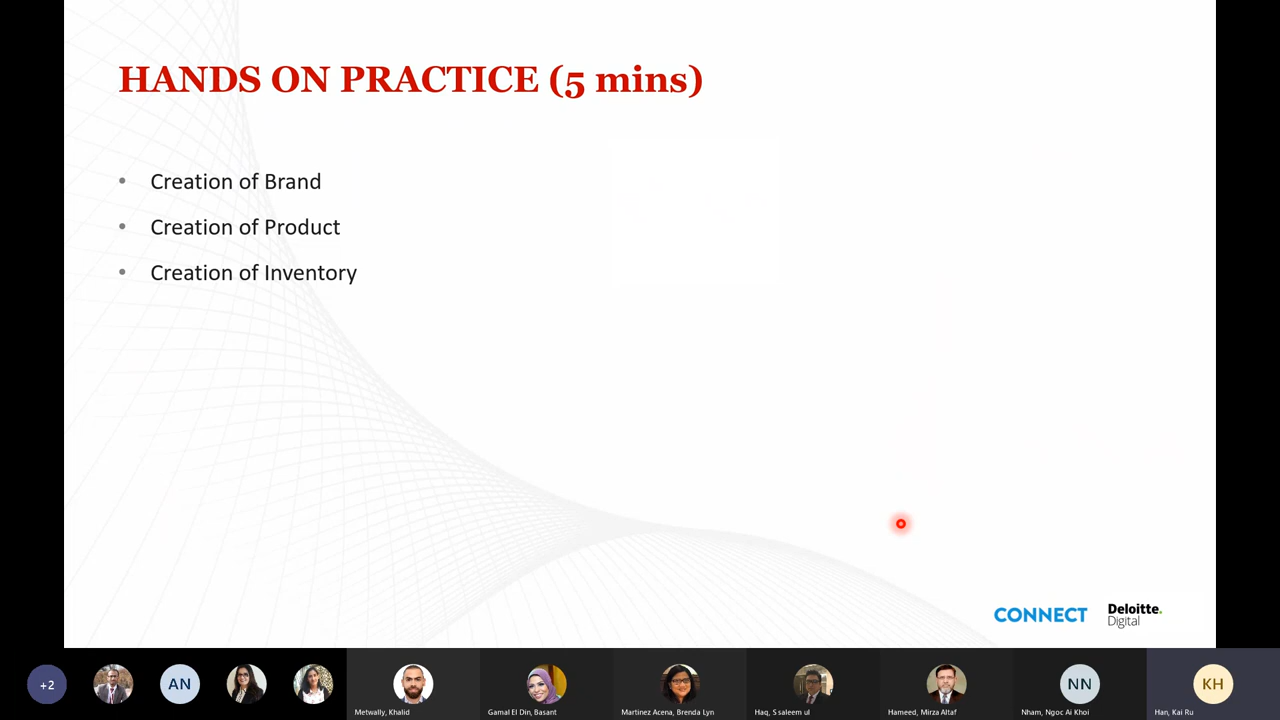 HANDS ON PRACTICE (5 mins)
• Creation of Brand
• Creation of Product
• Creation of Inventory
CONNECT
Deloitte.
Digital
+2
AN
NN
KH
Metwally, Khalid
Gamal El Din, Basant
Martinez Acena, Brenda Lyn
Haq, S saleem ul
Hameed, Mirza Altaf
Nham, Ngoc Ai Khoi
Han, Kai Ru